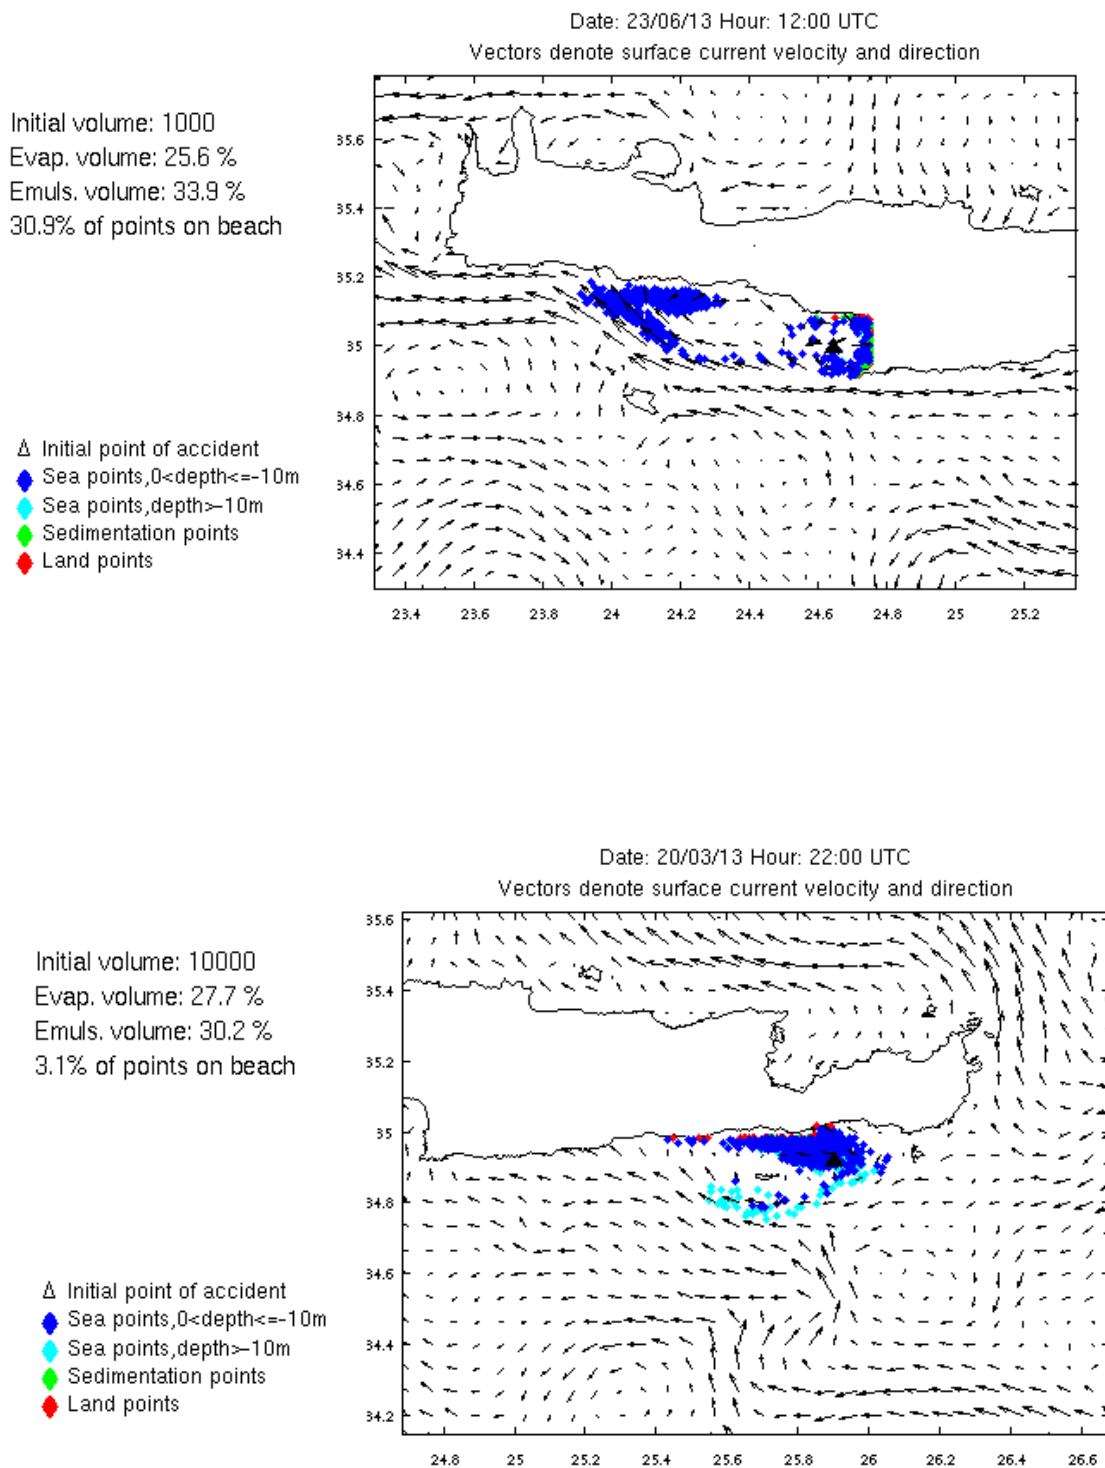 Date: 23/06/13 Hour: 12:00 UTC
Vectors denote surface current velocity and direction
Initial volume: 1000
Evap. volume: 25.6 %
Emuls. volume: 33.9 %
30.9% of points on beach
35.6
35.4
35.2
35
34.8
34.6
34.4
Initial point of accident
Sea points,0<depth<=-10m
Sea points,depth>-10m
Sedimentation points
Land points
23.4 23.6 23.8 24 24.2 24.4 24.6 24.8 25 25.2
Date: 20/03/13 Hour: 22:00 UTC
Vectors denote surface current velocity and direction
Initial volume: 10000
Evap. volume: 27.7 %
Emuls. volume: 30.2 %
3.1% of points on beach
35.6
35.4
35.2
35
34.8
34.6
34.4
34.2
Initial point of accident
Sea points,0<depth<=-10m
Sea points,depth>-10m
Sedimentation points
Land points
24.8 25 25.2 25.4 25.6 25.8 26 26.2 26.4 26.6